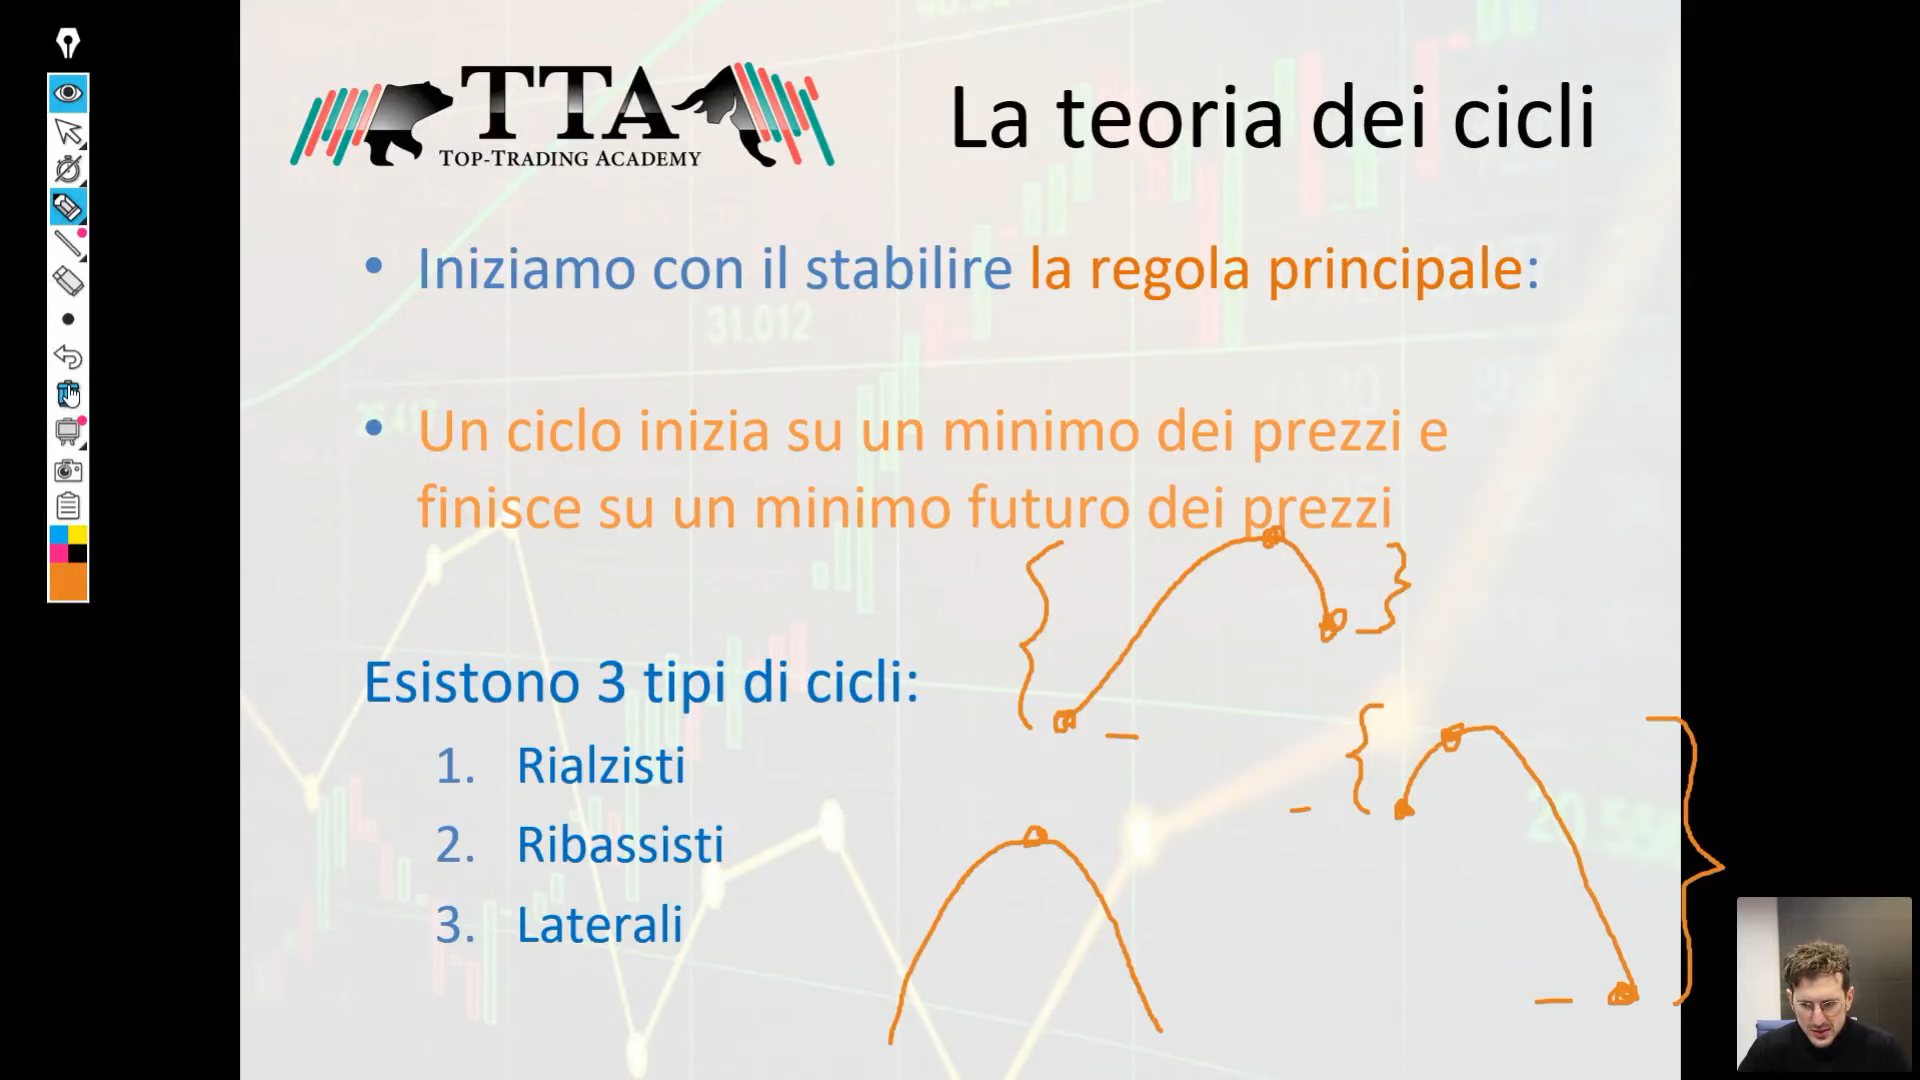 TTA
TOP-TRADING ACADEMY
La teoria dei cicli
• Iniziamo con il stabilire la regola principale:
31.012
• Un ciclo inizia su un minimo dei prezzi e
finisce su un minimo futuro dei prezzi
Esistono 3 tipi di cicli:
1. Rialzisti
2. Ribassisti
3. Laterali